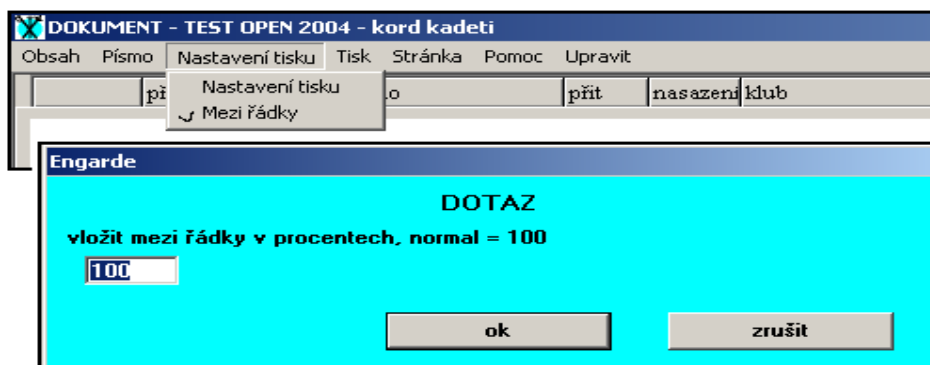 DOKUMENT - TEST OPEN 2004 - kord kadeti
Obsah Písmo Nastavení tisku Tisk Stránka Pomoc Upravit
Nastavení tisku
přit nasazení klub
Mezi řádky
Engarde
DOTAZ
vložit mezi řádky v procentech, normal = 100
100
ok zrušit